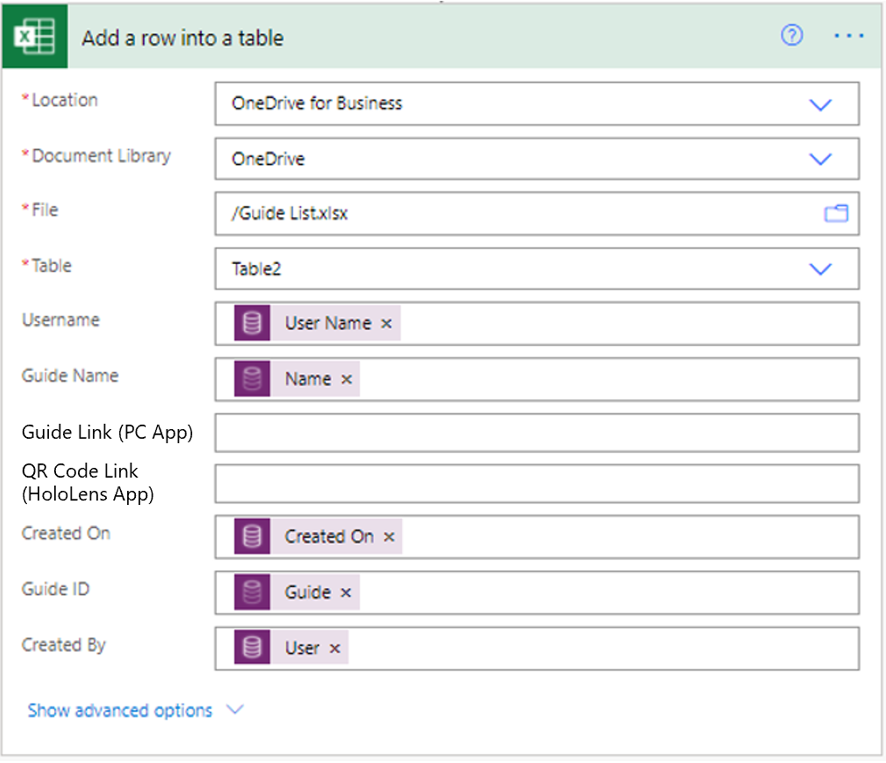 Add a row into a table
* Location
OneDrive for Business
* Document Library
OneDrive
* File
/Guide List.xlsx
* Table
Table2
Username
User Name ×
Guide Name
Name ×
Guide Link (PC App)
QR Code Link
(HoloLens App)
Created On
Created On ×
Guide ID
Guide ×
Created By
User ×
Show advanced options